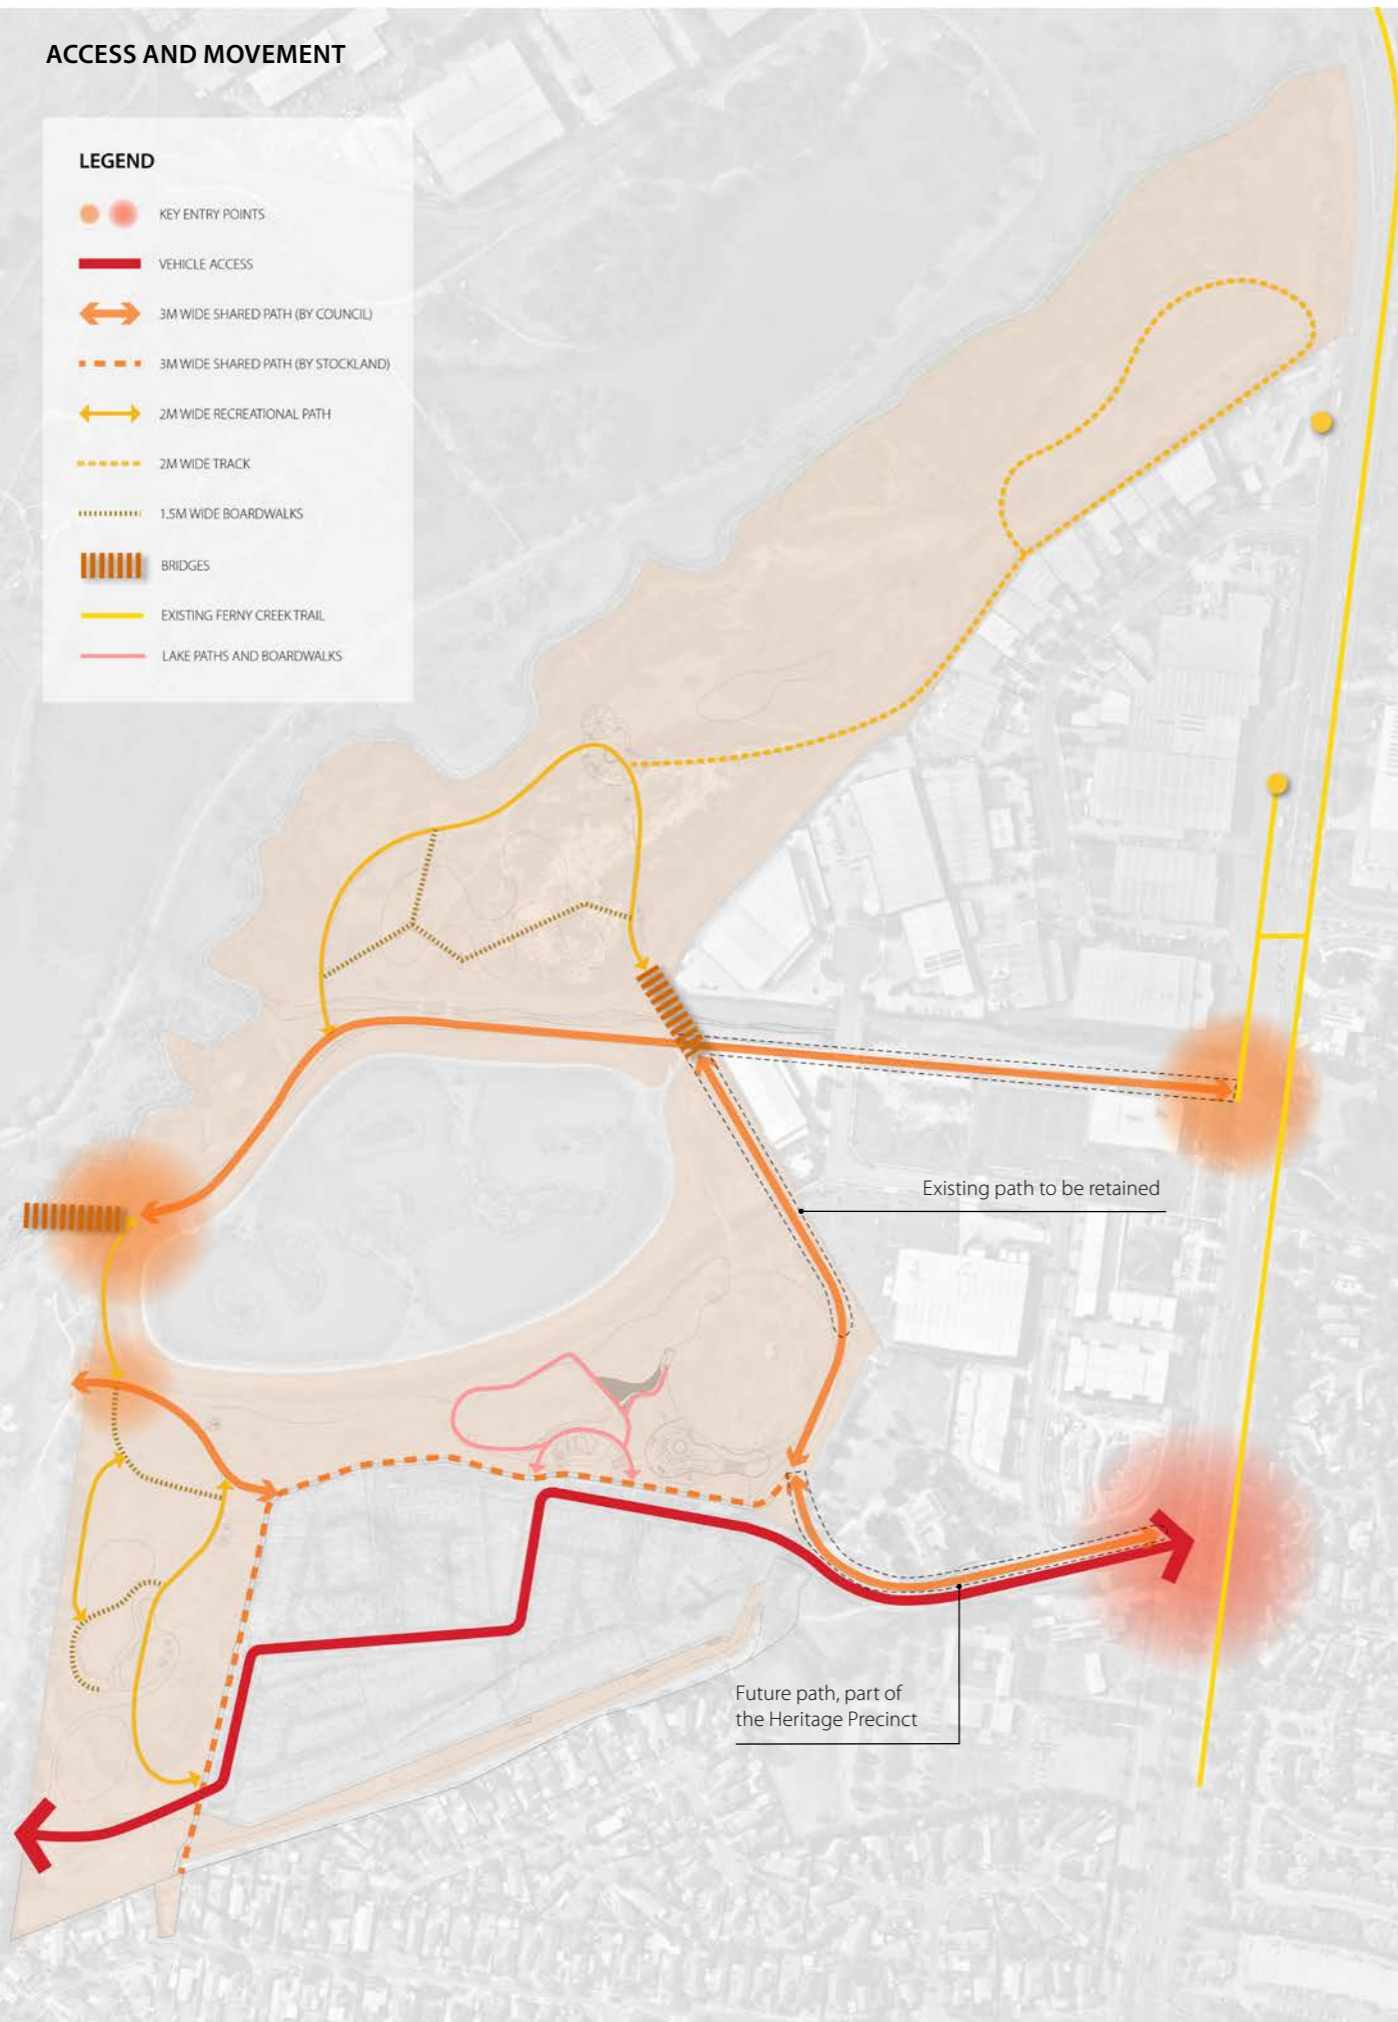 ACCESS AND MOVEMENT
LEGEND
KEY ENTRY POINTS
VEHICLE ACCESS
3M WIDE SHARED PATH (BY COUNCIL)
3M WIDE SHARED PATH (BY STOCKLAND)
2M WIDE RECREATIONAL PATH
2M WIDE TRACK
1.5M WIDE BOARDWALKS
BRIDGES
EXISTING FERNY CREEK TRAIL
LAKE PATHS AND BOARDWALKS
Existing path to be retained
Future path, part of
the Heritage Precinct